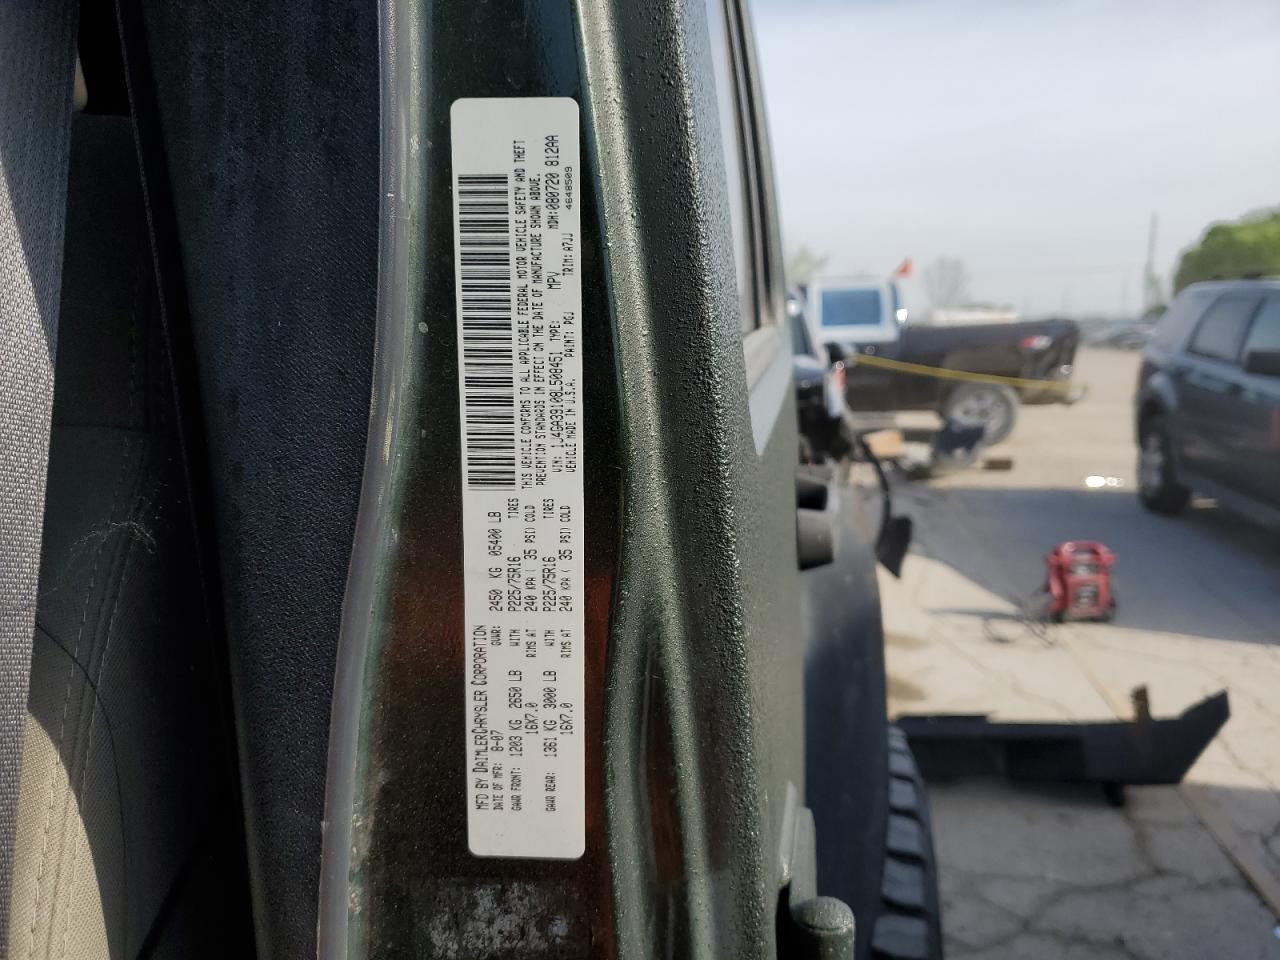 MFD BY DAIMLERCHRYSLER CORPORATION
DATE OF MFR: 8-07 GVWR: 2450 KG 05400 LB
GAWR FRONT: 1203 KG 2650 LB WITH P225/75R16 TIRES
16X7.0 RIMS AT 240 KPA ( 35 PSI) COLD
GAWR REAR: 1361 KG 3000 LB WITH P225/75R16 TIRES
16X7.0 RIMS AT 240 KPA ( 35 PSI) COLD
THIS VEHICLE CONFORMS TO ALL APPLICABLE FEDERAL MOTOR VEHICLE SAFETY AND THEFT
PREVENTION STANDARDS IN EFFECT ON THE DATE OF MANUFACTURE SHOWN ABOVE.
VIN: 1J4GA39108L508451 TYPE: MPV MDH:080720 812AA
VEHICLE MADE IN U.S.A. PAINT: PGJ TRIM: A7JJ 4648509